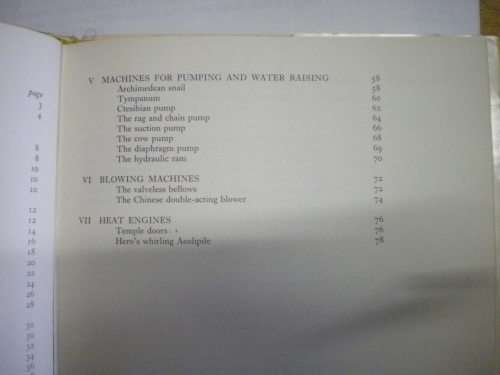 Page
3
4
8
8
10
10
10
12
12
14
20
22
24
26
28
31
31
32
34
36
V MACHINES FOR PUMPING AND WATER RAISING 58
Archimedean snail 58
Tympanum 60
Ctesibian pump 62
The rag and chain pump 64
The suction pump 66
The cow pump 68
The diaphragm pump 69
The hydraulic ram 70
VI BLOWING MACHINES 72
The valveless bellows 72
The Chinese double-acting blower 74
VII HEAT ENGINES 76
Temple doors 76
Hero's whirling Aeolipile 78